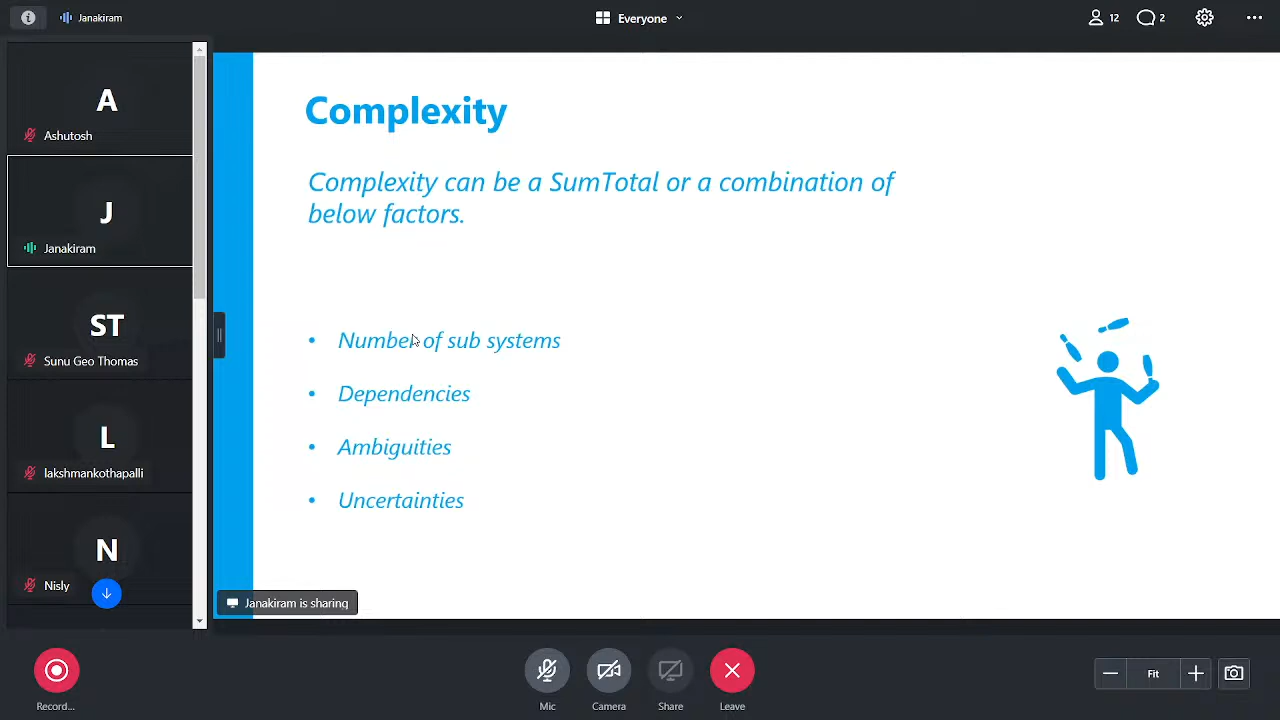 Janakiram
Everyone
12
2
A
Ashutosh
J
Janakiram
ST
Sunu Geo Thomas
L
lakshmankothapalli
N
Nisly
Complexity
Complexity can be a SumTotal or a combination of
below factors.
• Number of sub systems
• Dependencies
• Ambiguities
• Uncertainties
Janakiram is sharing
Record...
Mic
Camera
Share
Leave
Fit